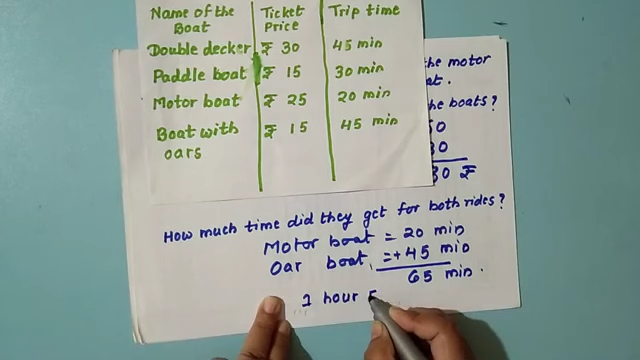 Name of the Boat Ticket Price Trip time
Double decker ₹ 30 45 min
Paddle boat ₹ 15 30 min
Motor boat ₹ 25 20 min
Boat with oars ₹ 15 45 min
the motor
at.
the boats?
50
30
30 ₹
How much time did they get for both rides?
Motor boat = 20 min
Oar boat =+45 min
65 min.
1 hour 5